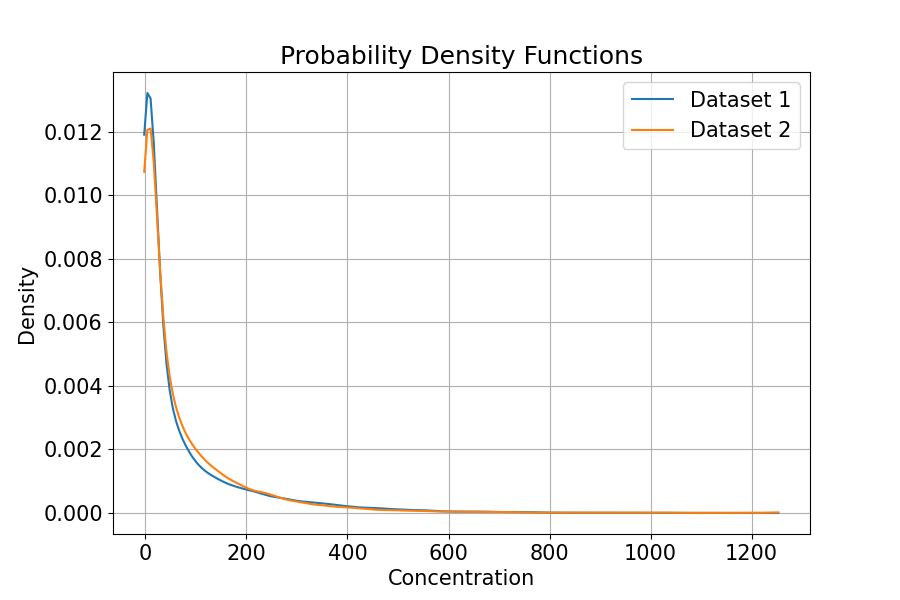 Probability Density Functions
Dataset 1
Dataset 2
0.012
0.010
0.008
0.006
0.004
0.002
0.000
Density
0
200
400
600
800
1000
1200
Concentration